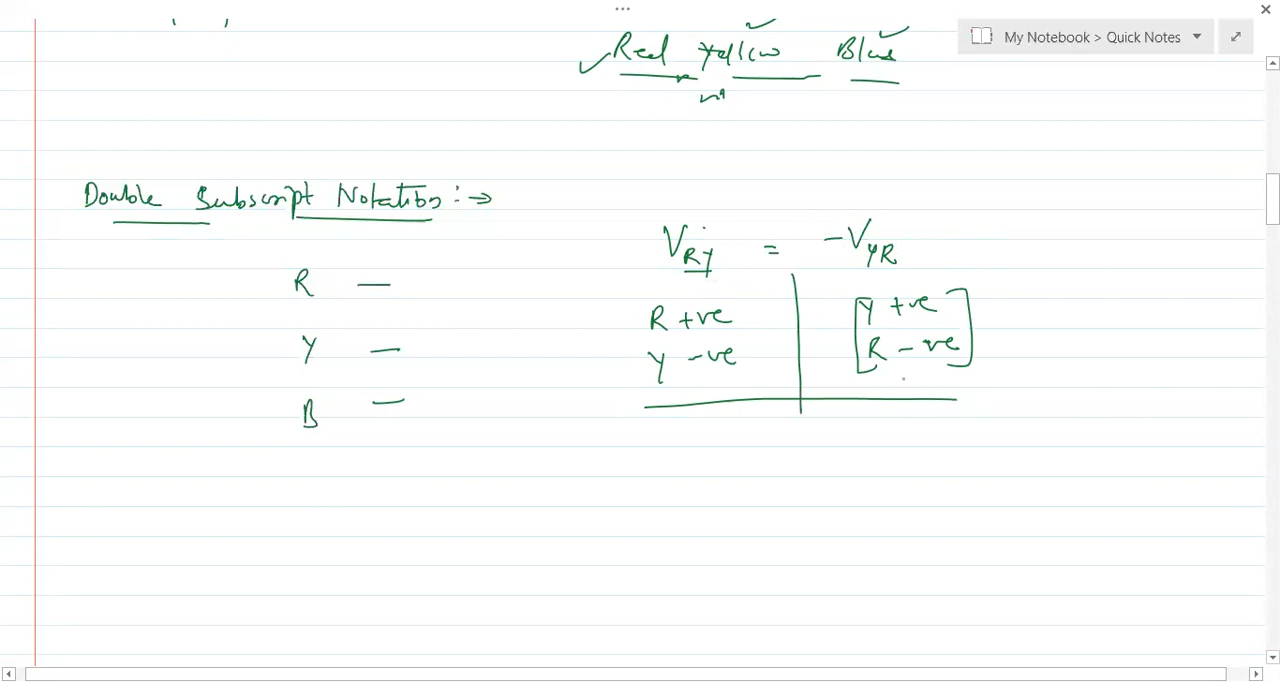 ...
My Notebook > Quick Notes
Red Yellow Blue
Double Subscript Notation :→
V_RY = -V_YR
R —
Y —
B —
R +ve
Y -ve
Y +ve
R -ve